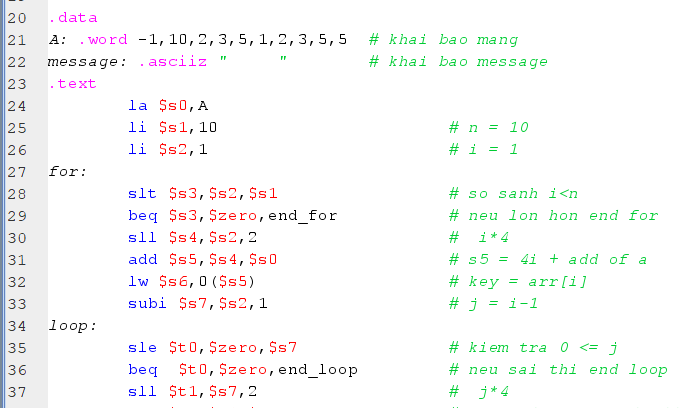 20 .data
21 A: .word -1,10,2,3,5,1,2,3,5,5 # khai bao mang
22 message: .asciiz "     " # khai bao message
23 .text
24 la $s0,A
25 li $s1,10 # n = 10
26 li $s2,1 # i = 1
27 for:
28 slt $s3,$s2,$s1 # so sanh i<n
29 beq $s3,$zero,end_for # neu lon hon end for
30 sll $s4,$s2,2 # i*4
31 add $s5,$s4,$s0 # s5 = 4i + add of a
32 lw $s6,0($s5) # key = arr[i]
33 subi $s7,$s2,1 # j = i-1
34 loop:
35 sle $t0,$zero,$s7 # kiem tra 0 <= j
36 beq $t0,$zero,end_loop # neu sai thi end loop
37 sll $t1,$s7,2 # j*4